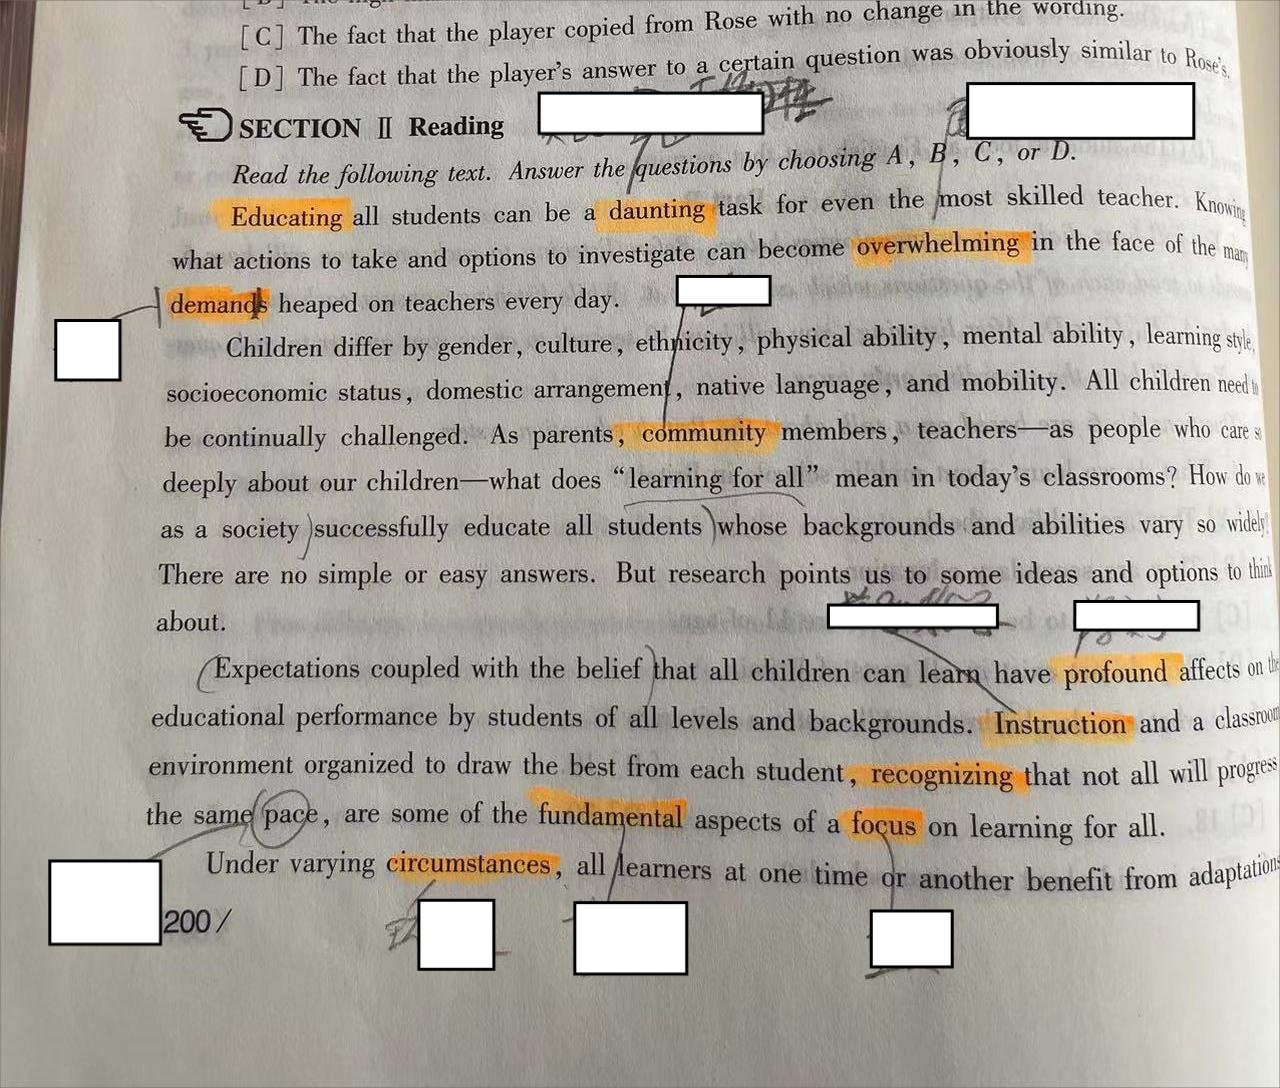 [C] The fact that the player copied from Rose with no change in the wording.
[D] The fact that the player's answer to a certain question was obviously similar to Rose's.
SECTION Ⅱ Reading
Read the following text. Answer the questions by choosing A, B, C, or D.
Educating all students can be a daunting task for even the most skilled teacher. Knowing
what actions to take and options to investigate can become overwhelming in the face of the many
demands heaped on teachers every day.
Children differ by gender, culture, ethnicity, physical ability, mental ability, learning style,
socioeconomic status, domestic arrangement, native language, and mobility. All children need to
be continually challenged. As parents, community members, teachers—as people who care so
deeply about our children—what does “learning for all” mean in today's classrooms? How do we
as a society successfully educate all students whose backgrounds and abilities vary so widely?
There are no simple or easy answers. But research points us to some ideas and options to think
about.
Expectations coupled with the belief that all children can learn have profound affects on the
educational performance by students of all levels and backgrounds. Instruction and a classroom
environment organized to draw the best from each student, recognizing that not all will progress
the same pace, are some of the fundamental aspects of a focus on learning for all.
Under varying circumstances, all learners at one time or another benefit from adaptations
200 /